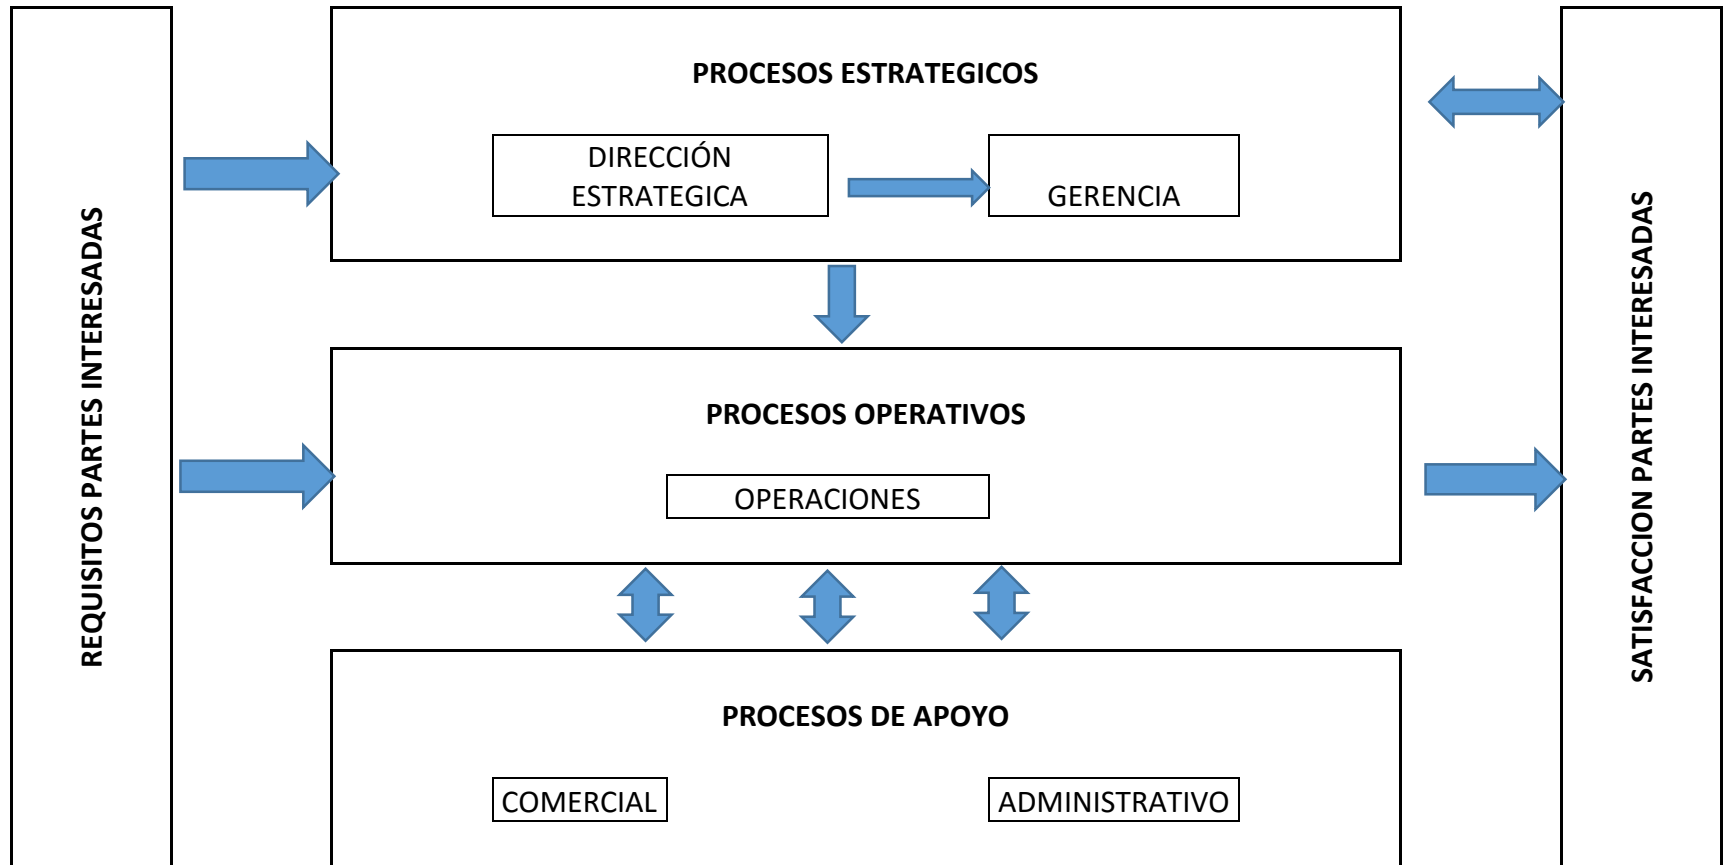 REQUISITOS PARTES INTERESADAS
PROCESOS ESTRATEGICOS
DIRECCIÓN
ESTRATEGICA
GERENCIA
PROCESOS OPERATIVOS
OPERACIONES
PROCESOS DE APOYO
COMERCIAL
ADMINISTRATIVO
SATISFACCION PARTES INTERESADAS